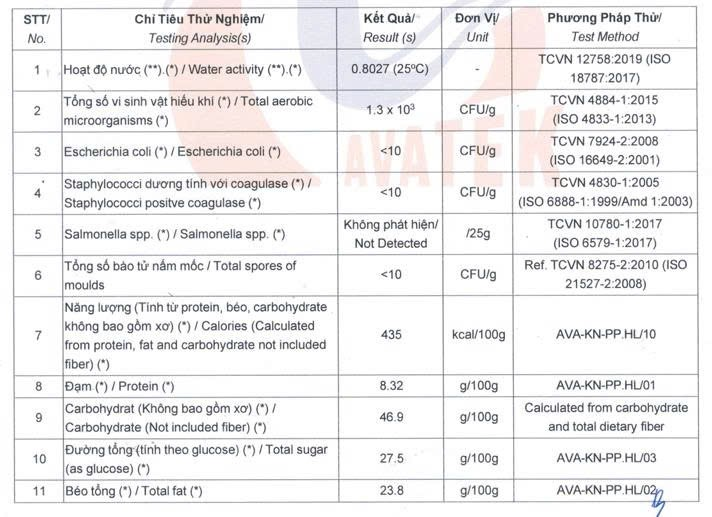 STT/
No.
Chỉ Tiêu Thử Nghiệm/
Testing Analysis(s)
Kết Quả/
Result (s)
Đơn Vị/
Unit
Phương Pháp Thử/
Test Method
1
Hoạt độ nước (**).(*) / Water activity (**).(*)
0.8027 (25ºC)
-
TCVN 12758:2019 (ISO
18787:2017)
2
Tổng số vi sinh vật hiếu khí (*) / Total aerobic
microorganisms (*)
1.3 x 10³
CFU/g
TCVN 4884-1:2015
(ISO 4833-1:2013)
3
Escherichia coli (*) / Escherichia coli (*)
<10
CFU/g
TCVN 7924-2:2008
(ISO 16649-2:2001)
4
Staphylococci dương tính với coagulase (*) /
Staphylococci positve coagulase (*)
<10
CFU/g
TCVN 4830-1:2005
(ISO 6888-1:1999/Amd 1:2003)
5
Salmonella spp. (*) / Salmonella spp. (*)
Không phát hiện/
Not Detected
/25g
TCVN 10780-1:2017
(ISO 6579-1:2017)
6
Tổng số bào tử nấm mốc / Total spores of
moulds
<10
CFU/g
Ref. TCVN 8275-2:2010 (ISO
21527-2:2008)
7
Năng lượng (Tính từ protein, béo, carbohydrate
không bao gồm xơ) (*) / Calories (Calculated
from protein, fat and carbohydrate not included
fiber) (*)
435
kcal/100g
AVA-KN-PP.HL/10
8
Đạm (*) / Protein (*)
8.32
g/100g
AVA-KN-PP.HL/01
9
Carbohydrat (Không bao gồm xơ) (*) /
Carbohydrate (Not included fiber) (*)
46.9
g/100g
Calculated from carbohydrate
and total dietary fiber
10
Đường tổng (tính theo glucose) (*) / Total sugar
(as glucose) (*)
27.5
g/100g
AVA-KN-PP.HL/03
11
Béo tổng (*) / Total fat (*)
23.8
g/100g
AVA-KN-PP.HL/02
AVATEK